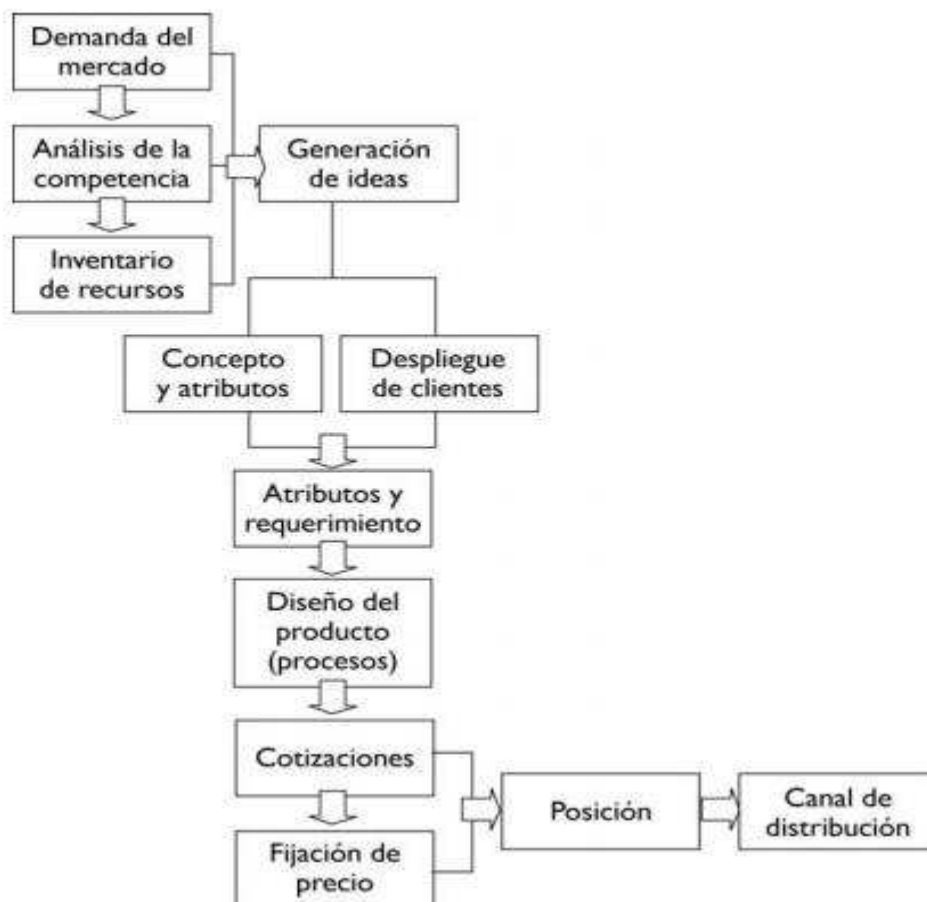 Demanda del
mercado
Análisis de la
competencia
Generación
de ideas
Inventario
de recursos
Concepto
y atributos
Despliegue
de clientes
Atributos y
requerimiento
Diseño del
producto
(procesos)
Cotizaciones
Posición
Canal de
distribución
Fijación de
precio